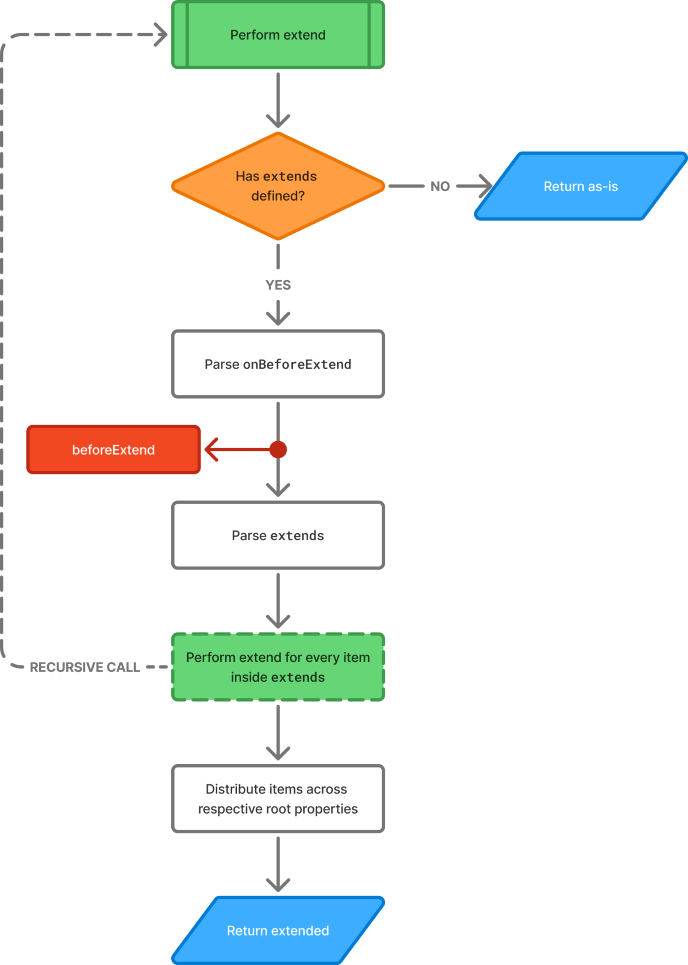 Perform extend
Has extends
defined?
NO
Return as-is
YES
Parse onBeforeExtend
beforeExtend
Parse extends
Perform extend for every item
inside extends
RECURSIVE CALL
Distribute items across
respective root properties
Return extended